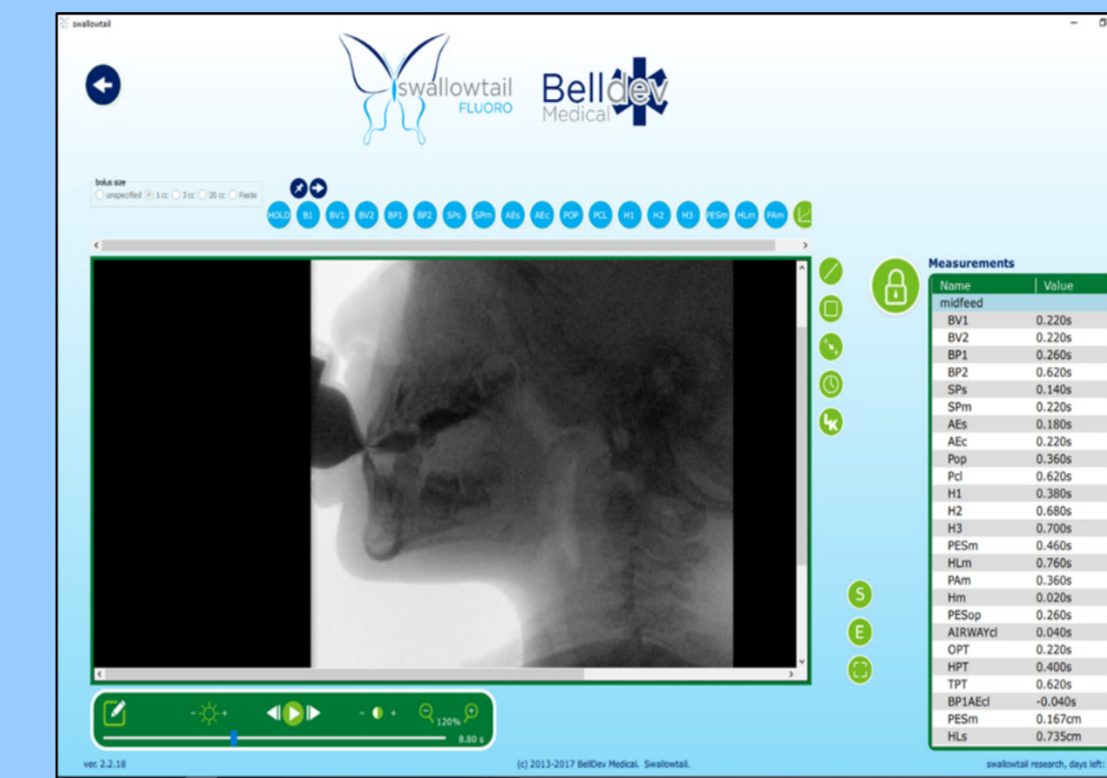 swallowtail
swallowtail
FLUORO
Belldev
Medical
bolus size
unspecified 1 cc 3 cc 20 cc Paste
HOLD B1 BV1 BV2 BP1 BP2 SPs SPm AEs AEc POP PCL H1 H2 H3 PESm HLm PAm
Measurements
Name Value
midfeed
BV1 0.220s
BV2 0.220s
BP1 0.260s
BP2 0.620s
SPs 0.140s
SPm 0.220s
AEs 0.180s
AEc 0.220s
Pop 0.360s
Pcl 0.620s
H1 0.380s
H2 0.680s
H3 0.700s
PESm 0.460s
HLm 0.760s
PAm 0.360s
Hm 0.020s
PESop 0.260s
AIRWAYcl 0.040s
OPT 0.220s
HPT 0.400s
TPT 0.620s
BP1AEcl -0.040s
PESm 0.167cm
HLs 0.735cm
LK
S
E
120%
8.80 s
ver. 2.2.18
(c) 2013-2017 BellDev Medical. Swallowtail.
swallowtail research, days left: